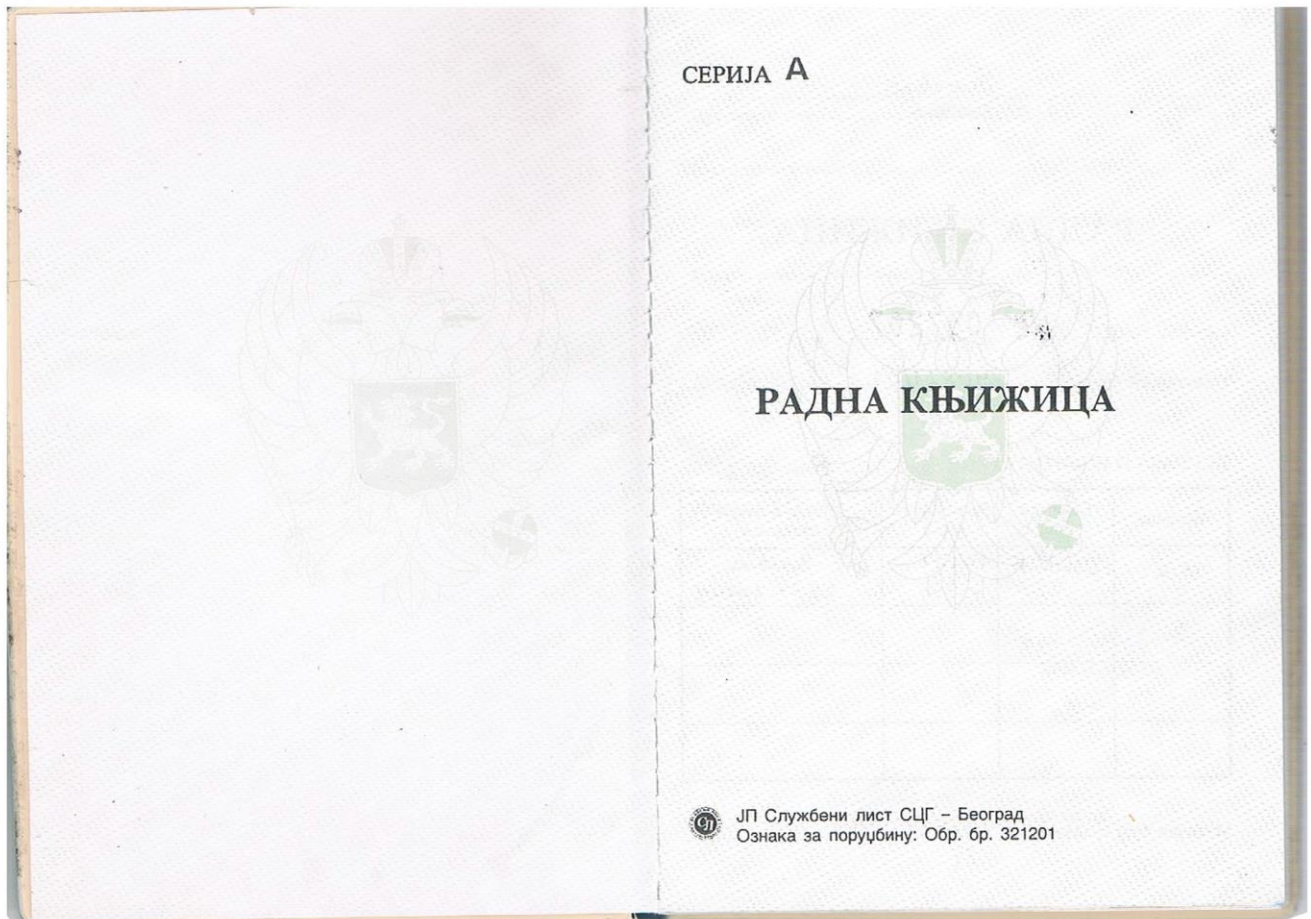 СЕРИЈА А
РАДНА КЊИЖИЦА
ЈП Службени лист СЦГ – Београд
Ознака за поруџбину: Обр. бр. 321201